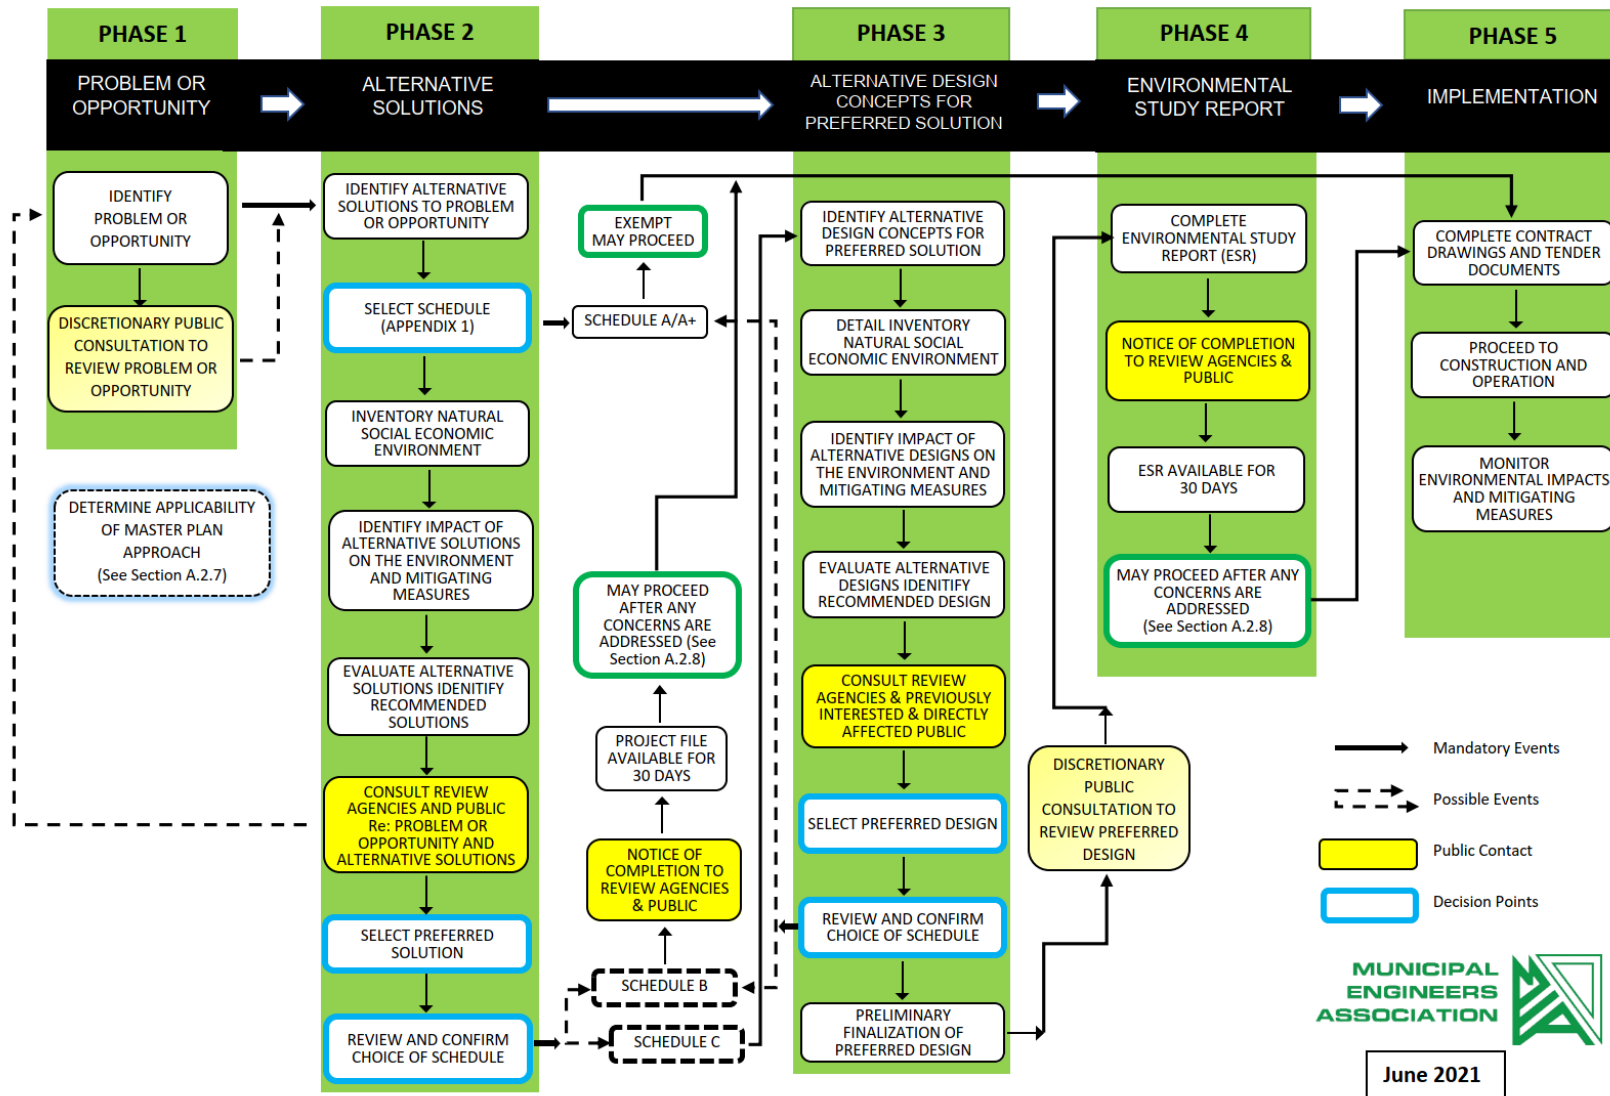 PHASE 1
PHASE 2
PHASE 3
PHASE 4
PHASE 5
PROBLEM OR
OPPORTUNITY
ALTERNATIVE
SOLUTIONS
ALTERNATIVE DESIGN
CONCEPTS FOR
PREFERRED SOLUTION
ENVIRONMENTAL
STUDY REPORT
IMPLEMENTATION
IDENTIFY
PROBLEM OR
OPPORTUNITY
DISCRETIONARY PUBLIC
CONSULTATION TO
REVIEW PROBLEM OR
OPPORTUNITY
DETERMINE APPLICABILITY
OF MASTER PLAN
APPROACH
(See Section A.2.7)
IDENTIFY ALTERNATIVE
SOLUTIONS TO PROBLEM
OR OPPORTUNITY
SELECT SCHEDULE
(APPENDIX 1)
INVENTORY NATURAL
SOCIAL ECONOMIC
ENVIRONMENT
IDENTIFY IMPACT OF
ALTERNATIVE SOLUTIONS
ON THE ENVIRONMENT
AND MITIGATING
MEASURES
EVALUATE ALTERNATIVE
SOLUTIONS IDENITIFY
RECOMMENDED
SOLUTIONS
CONSULT REVIEW
AGENCIES AND PUBLIC
Re: PROBLEM OR
OPPORTUNITY AND
ALTERNATIVE SOLUTIONS
SELECT PREFERRED
SOLUTION
REVIEW AND CONFIRM
CHOICE OF SCHEDULE
EXEMPT
MAY PROCEED
SCHEDULE A/A+
MAY PROCEED
AFTER ANY
CONCERNS ARE
ADDRESSED (See
Section A.2.8)
PROJECT FILE
AVAILABLE FOR
30 DAYS
NOTICE OF
COMPLETION TO
REVIEW AGENCIES
& PUBLIC
SCHEDULE B
SCHEDULE C
IDENTIFY ALTERNATIVE
DESIGN CONCEPTS FOR
PREFERRED SOLUTION
DETAIL INVENTORY
NATURAL SOCIAL
ECONOMIC ENVIRONMENT
IDENTIFY IMPACT OF
ALTERNATIVE DESIGNS ON
THE ENVIRONMENT AND
MITIGATING MEASURES
EVALUATE ALTERNATIVE
DESIGNS IDENTIFY
RECOMMENDED DESIGN
CONSULT REVIEW
AGENCIES & PREVIOUSLY
INTERESTED & DIRECTLY
AFFECTED PUBLIC
SELECT PREFERRED DESIGN
REVIEW AND CONFIRM
CHOICE OF SCHEDULE
PRELIMINARY
FINALIZATION OF
PREFERRED DESIGN
DISCRETIONARY
PUBLIC
CONSULTATION TO
REVIEW PREFERRED
DESIGN
COMPLETE
ENVIRONMENTAL STUDY
REPORT (ESR)
NOTICE OF COMPLETION
TO REVIEW AGENCIES &
PUBLIC
ESR AVAILABLE FOR
30 DAYS
MAY PROCEED AFTER ANY
CONCERNS ARE
ADDRESSED
(See Section A.2.8)
COMPLETE CONTRACT
DRAWINGS AND TENDER
DOCUMENTS
PROCEED TO
CONSTRUCTION AND
OPERATION
MONITOR
ENVIRONMENTAL IMPACTS
AND MITIGATING
MEASURES
Mandatory Events
Possible Events
Public Contact
Decision Points
MUNICIPAL
ENGINEERS
ASSOCIATION
MEA
June 2021